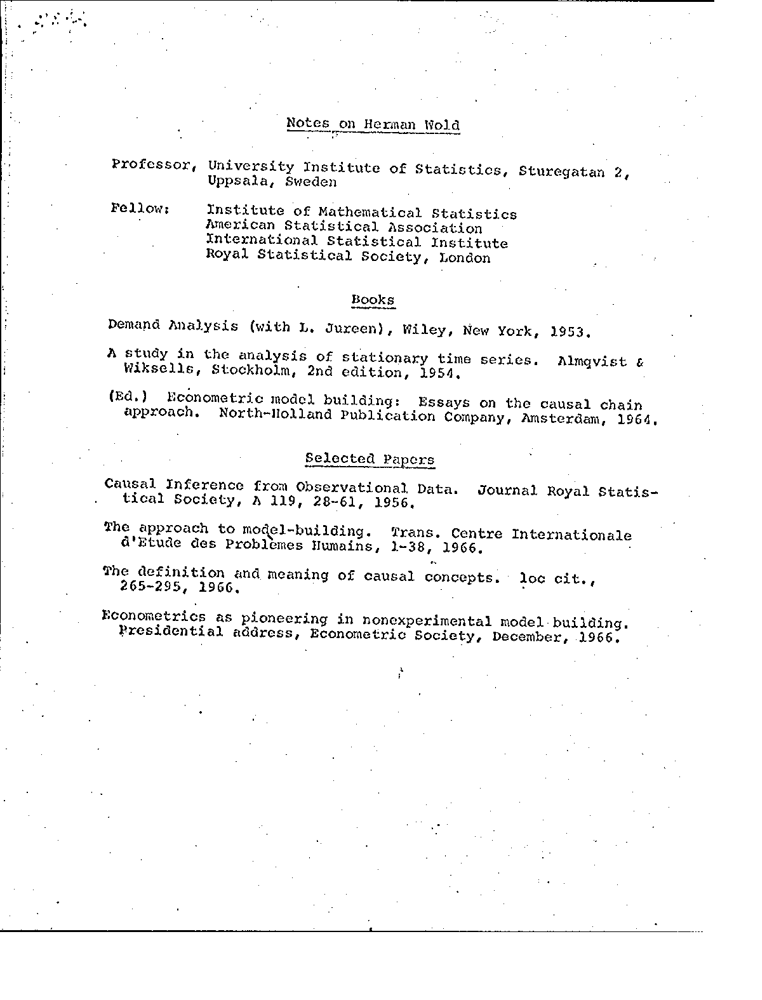 Notes on Herman Wold
Professor, University Institute of Statistics, Sturegatan 2,
Uppsala, Sweden
Fellow: Institute of Mathematical Statistics
American Statistical Association
International Statistical Institute
Royal Statistical Society, London
Books
Demand Analysis (with L. Jureen), Wiley, New York, 1953.
A study in the analysis of stationary time series. Almqvist &
Wiksells, Stockholm, 2nd edition, 1954.
(Ed.) Econometric model building: Essays on the causal chain
approach. North-Holland Publication Company, Amsterdam, 1964.
Selected Papers
Causal Inference from Observational Data. Journal Royal Statis-
tical Society, A 119, 28-61, 1956.
The approach to model-building. Trans. Centre Internationale
d'Etude des Problèmes Humains, 1-38, 1966.
The definition and meaning of causal concepts. loc cit.,
265-295, 1966.
Econometrics as pioneering in nonexperimental model building.
Presidential address, Econometric Society, December, 1966.